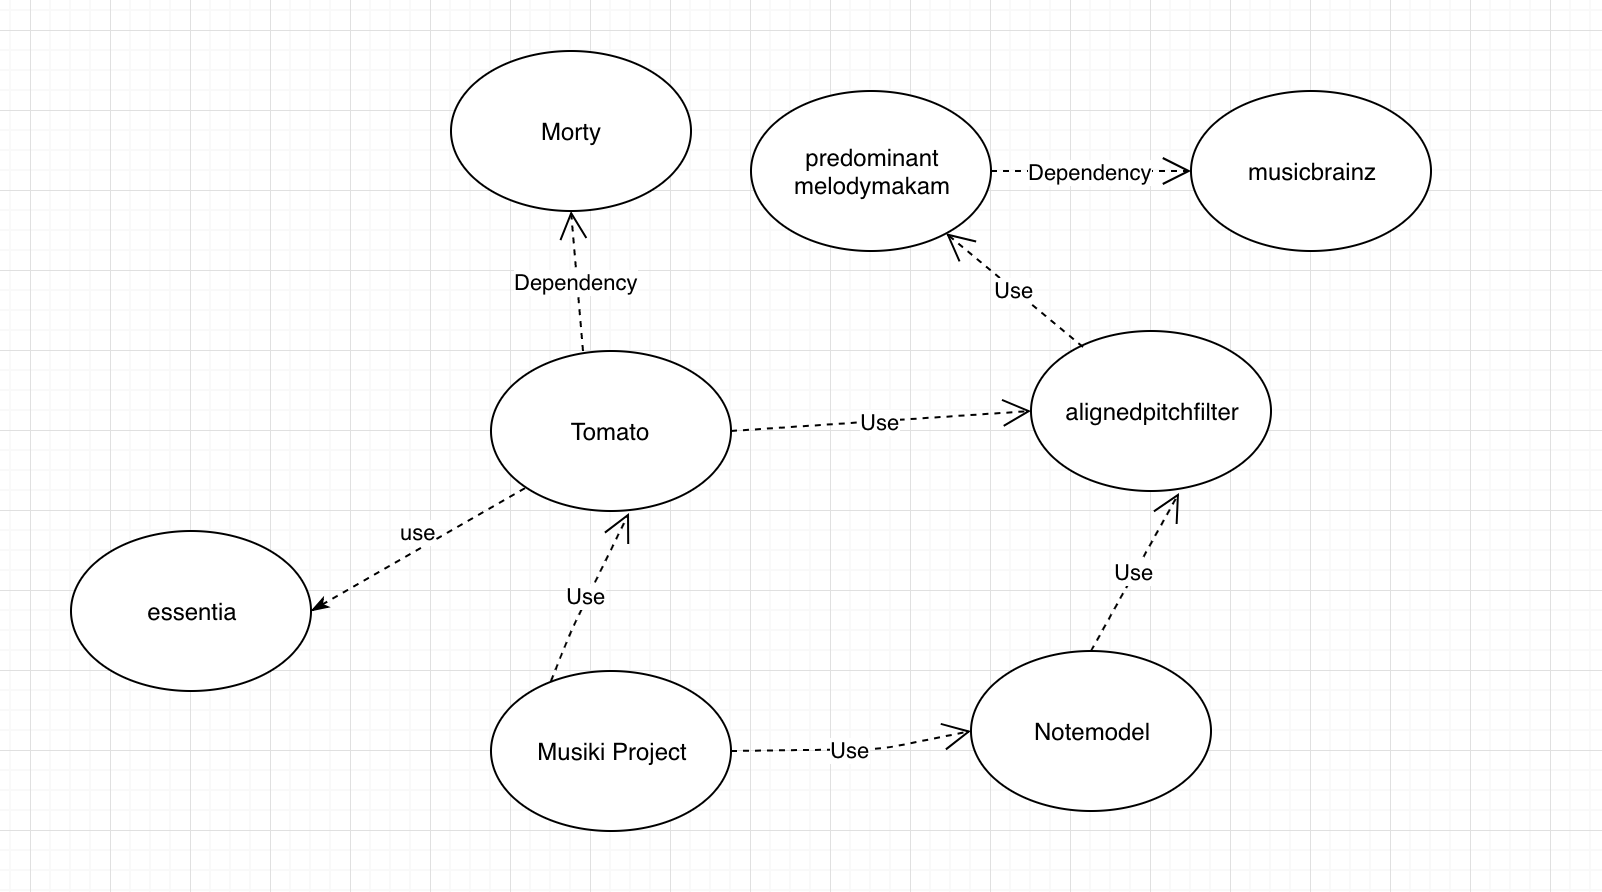 Morty
predominant
melodymakam
Dependency
musicbrainz
Dependency
Use
Tomato
Use
alignedpitchfilter
use
essentia
Use
Use
Musiki Project
Use
Notemodel